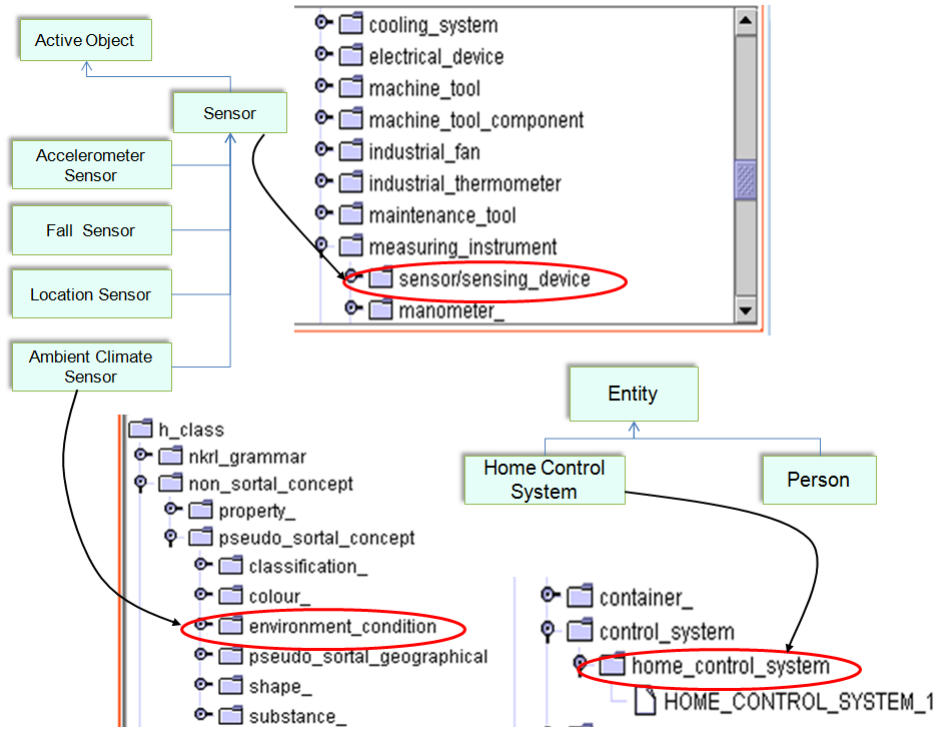 Active Object
Sensor
Accelerometer
Sensor
Fall Sensor
Location Sensor
Ambient Climate
Sensor
cooling_system
electrical_device
machine_tool
machine_tool_component
industrial_fan
industrial_thermometer
maintenance_tool
measuring_instrument
sensor/sensing_device
manometer_
Entity
Home Control
System
Person
h_class
nkrl_grammar
non_sortal_concept
property_
pseudo_sortal_concept
classification_
colour_
environment_condition
pseudo_sortal_geographical
shape_
substance_
container_
control_system
home_control_system
HOME_CONTROL_SYSTEM_1